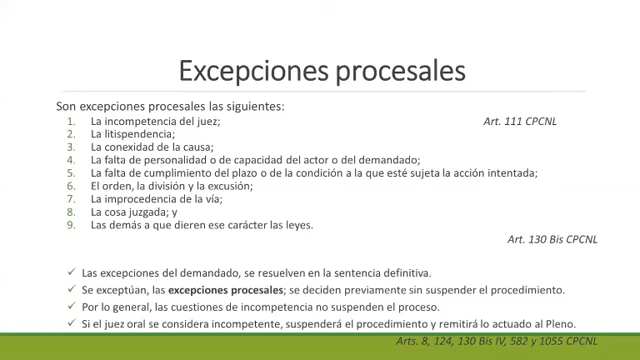 Excepciones procesales
Son excepciones procesales las siguientes:
1. La incompetencia del juez; Art. 111 CPCNL
2. La litispendencia;
3. La conexidad de la causa;
4. La falta de personalidad o de capacidad del actor o del demandado;
5. La falta de cumplimiento del plazo o de la condición a la que esté sujeta la acción intentada;
6. El orden, la división y la excusión;
7. La improcedencia de la vía;
8. La cosa juzgada; y
9. Las demás a que dieren ese carácter las leyes.
Art. 130 Bis CPCNL
✓ Las excepciones del demandado, se resuelven en la sentencia definitiva.
✓ Se exceptúan, las excepciones procesales; se deciden previamente sin suspender el procedimiento.
✓ Por lo general, las cuestiones de incompetencia no suspenden el proceso.
✓ Si el juez oral se considera incompetente, suspenderá el procedimiento y remitirá lo actuado al Pleno.
Arts. 8, 124, 130 Bis IV, 582 y 1055 CPCNL